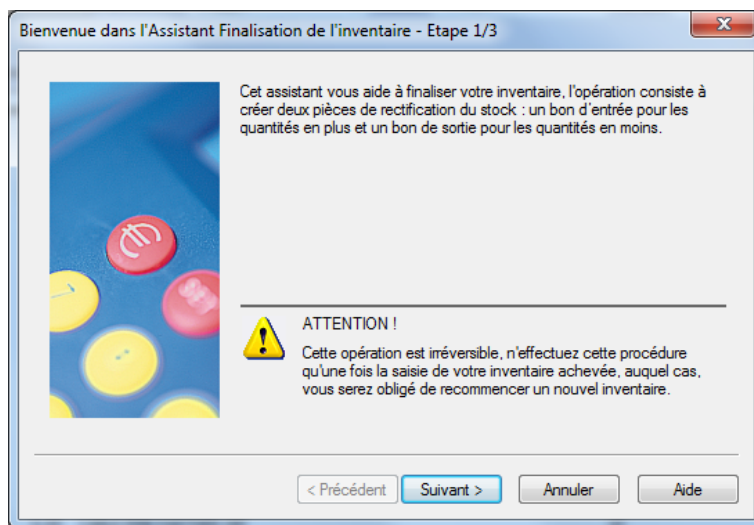 Bienvenue dans l'Assistant Finalisation de l'inventaire - Etape 1/3
Cet assistant vous aide à finaliser votre inventaire, l'opération consiste à
créer deux pièces de rectification du stock : un bon d'entrée pour les
quantités en plus et un bon de sortie pour les quantités en moins.
ATTENTION !
Cette opération est irréversible, n'effectuez cette procédure
qu'une fois la saisie de votre inventaire achevée, auquel cas,
vous serez obligé de recommencer un nouvel inventaire.
< Précédent Suivant > Annuler Aide